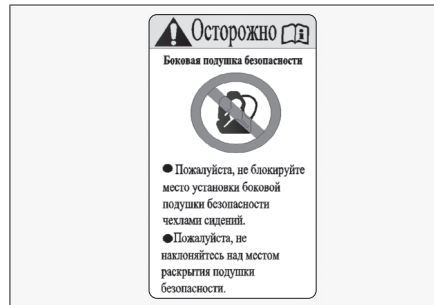 Осторожно
Боковая подушка безопасности
● Пожалуйста, не блокируйте
место установки боковой
подушки безопасности
чехлами сидений.
●Пожалуйста, не
наклоняйтесь над местом
раскрытия подушки
безопасности.